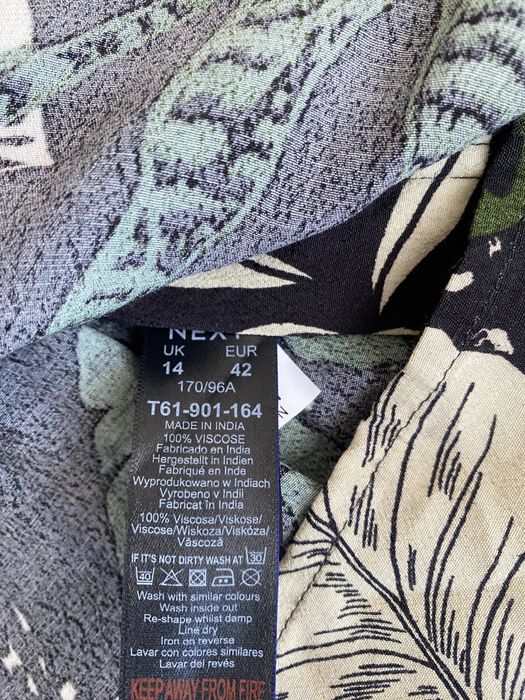 NEXT
UK EUR
14 42
170/96A
T61-901-164
MADE IN INDIA
100% VISCOSE
Fabricado en India
Hergestellt in Indien
Fabriqué en Inde
Wyprodukowano w Indiach
Vyrobeno v Indii
Fabricat în India
100% Viscosa/Viskose/
Viscose/Wiskoza/Viskóza/
Vâscoză
IF IT'S NOT DIRTY WASH AT 30
40
Wash with similar colours
Wash inside out
Re-shape whilst damp
Line dry
Iron on reverse
Lavar con colores similares
Lavar del revés
KEEP AWAY FROM FIRE